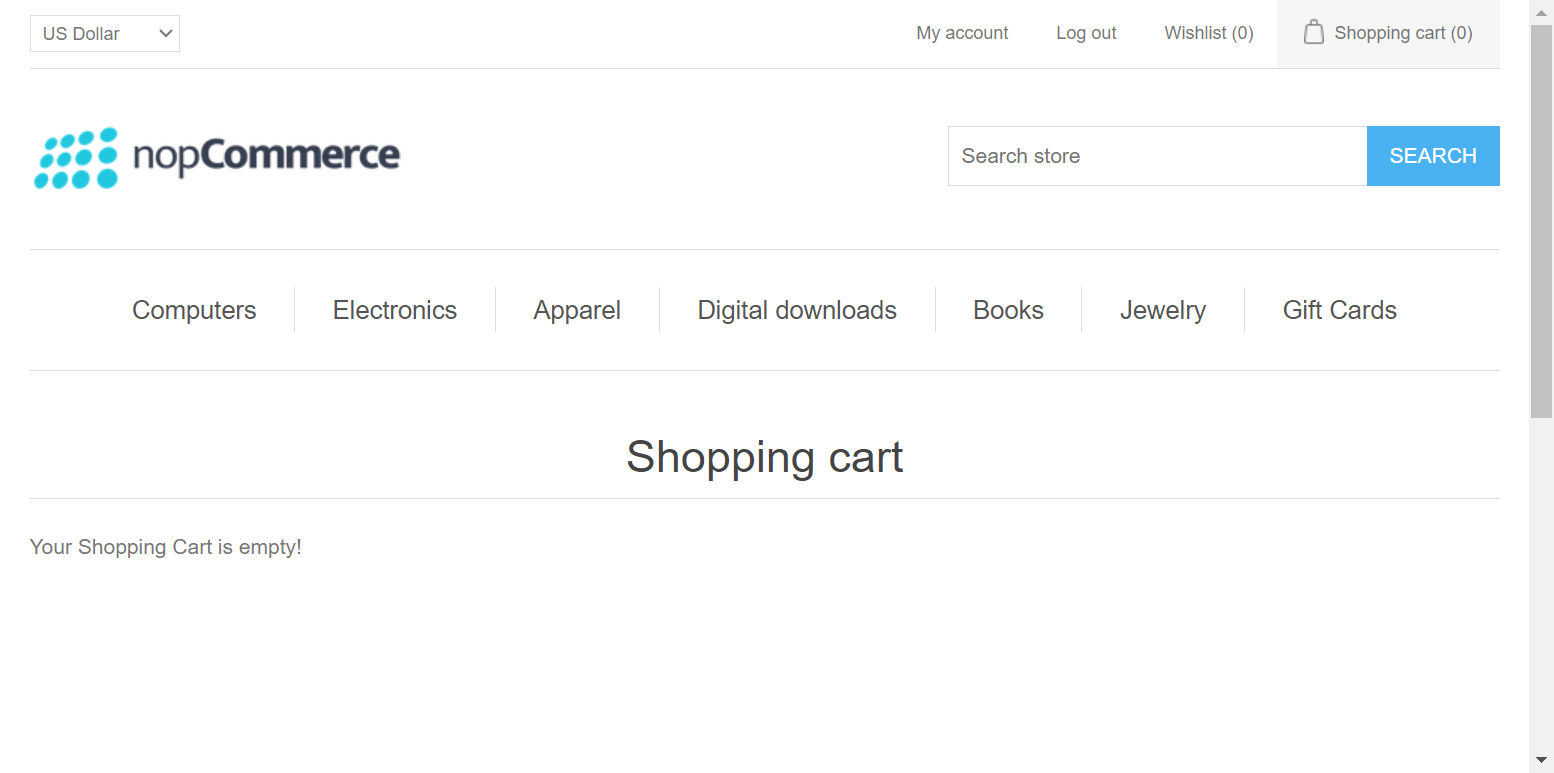 US Dollar
My account
Log out
Wishlist (0)
Shopping cart (0)
nopCommerce
Search store
SEARCH
Computers
Electronics
Apparel
Digital downloads
Books
Jewelry
Gift Cards
Shopping cart
Your Shopping Cart is empty!